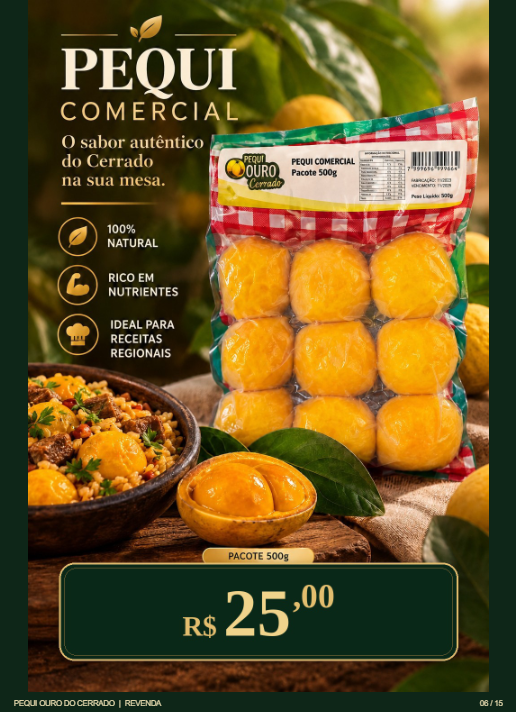 PEQUI
COMERCIAL
O sabor autêntico
do Cerrado
na sua mesa.
100%
NATURAL
RICO EM
NUTRIENTES
IDEAL PARA
RECEITAS
REGIONAIS
PEQUI
OURO
Cerrado
PEQUI COMERCIAL
Pacote 500g
Peso Líquido: 500g
PACOTE 500g
R$ 25,00
PEQUI OURO DO CERRADO | REVENDA
06 / 15